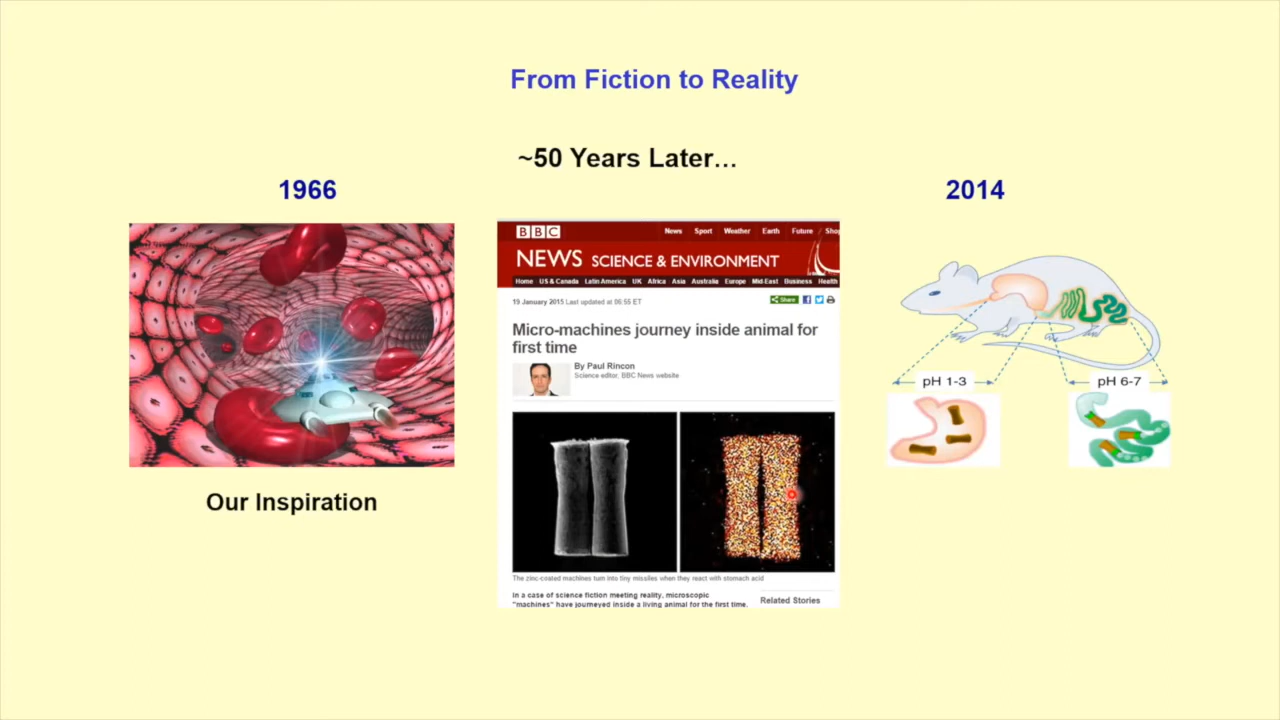 From Fiction to Reality
~50 Years Later…
1966
2014
BBC
News Sport Weather Earth Future Shop
NEWS SCIENCE & ENVIRONMENT
Home US & Canada Latin America UK Africa Asia Australia Europe Mid-East Business Health
19 January 2015 Last updated at 06:55 ET
Share
Micro-machines journey inside animal for
first time
By Paul Rincon
Science editor, BBC News website
The zinc-coated machines turn into tiny missiles when they react with stomach acid
In a case of science fiction meeting reality, microscopic
"machines" have journeyed inside a living animal for the first time.
Related Stories
pH 1-3
pH 6-7
Our Inspiration